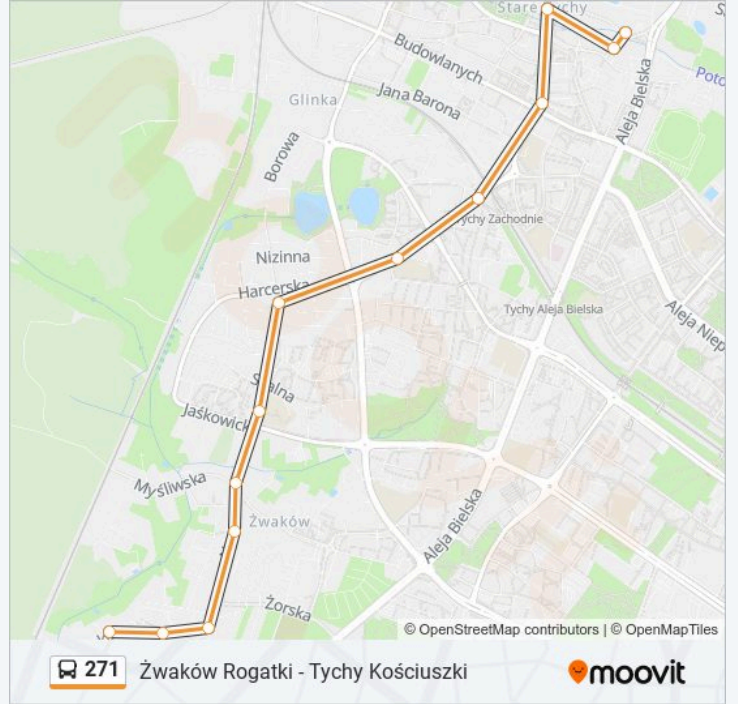 Stare Tychy
Budowlanych
Aleja Bielska
Jana Barona
Glinka
Borowa
Tychy Zachodnie
Nizinna
Harcerska
Tychy Aleja Bielska
Aleja Niep
Jaśkowick
Myśliwska
Żwaków
Aleja Bielska
Żorska
© OpenStreetMap contributors | © OpenMapTiles
271 Żwaków Rogatki - Tychy Kościuszki
moovit